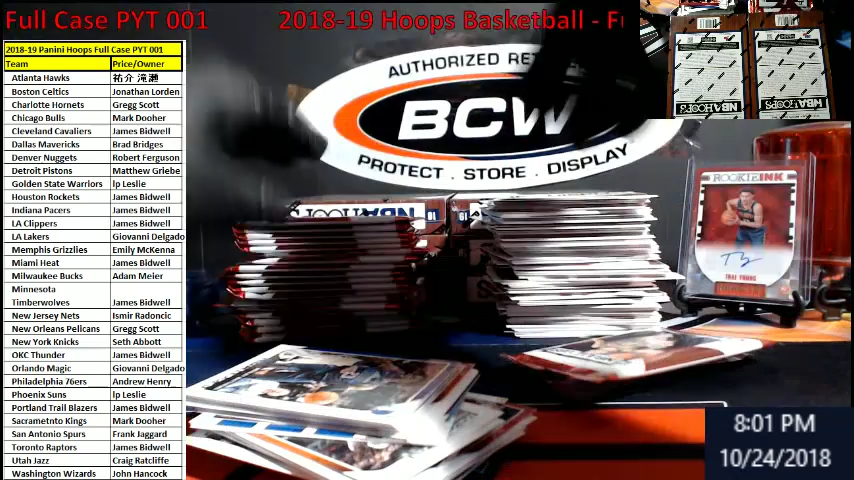 Full Case PYT 001
2018-19 Hoops Basketball - Fu
2018-19 Panini Hoops Full Case PYT 001
Team Price/Owner
Atlanta Hawks 祐介 滝瀬
Boston Celtics Jonathan Lorden
Charlotte Hornets Gregg Scott
Chicago Bulls Mark Dooher
Cleveland Cavaliers James Bidwell
Dallas Mavericks Brad Bridges
Denver Nuggets Robert Ferguson
Detroit Pistons Matthew Griebe
Golden State Warriors lp Leslie
Houston Rockets James Bidwell
Indiana Pacers James Bidwell
LA Clippers James Bidwell
LA Lakers Giovanni Delgado
Memphis Grizzlies Emily McKenna
Miami Heat James Bidwell
Milwaukee Bucks Adam Meier
Minnesota
Timberwolves James Bidwell
New Jersey Nets Ismir Radoncic
New Orleans Pelicans Gregg Scott
New York Knicks Seth Abbott
OKC Thunder James Bidwell
Orlando Magic Giovanni Delgado
Philadelphia 76ers Andrew Henry
Phoenix Suns lp Leslie
Portland Trail Blazers James Bidwell
Sacrametnto Kings Mark Dooher
San Antonio Spurs Frank Jaggard
Toronto Raptors James Bidwell
Utah Jazz Craig Ratcliffe
Washington Wizards John Hancock
AUTHORIZED RE
BCW
PROTECT . STORE . DISPLAY
NBA HOOPS
NBA HOOPS
ROOKIE INK
TRAE YOUNG
8:01 PM
10/24/2018